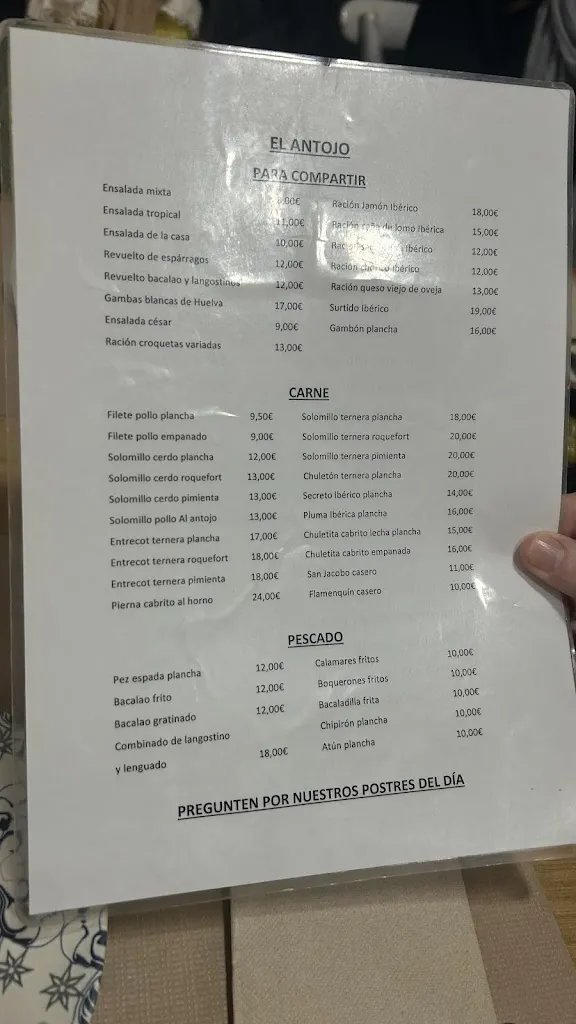 EL ANTOJO
PARA COMPARTIR
Ensalada mixta ,00€
Ensalada tropical 11,00€
Ensalada de la casa 10,00€
Revuelto de espárragos 12,00€
Revuelto bacalao y langostinos 12,00€
Gambas blancas de Huelva 17,00€
Ensalada césar 9,00€
Ración croquetas variadas 13,00€
Ración Jamón Ibérico 18,00€
Ración caña de lomo Ibérica 15,00€
Ibérico 12,00€
Ración Ibérico 12,00€
Ración queso viejo de oveja 13,00€
Surtido Ibérico 19,00€
Gambón plancha 16,00€
CARNE
Filete pollo plancha 9,50€
Filete pollo empanado 9,00€
Solomillo cerdo plancha 12,00€
Solomillo cerdo roquefort 13,00€
Solomillo cerdo pimienta 13,00€
Solomillo pollo Al antojo 13,00€
Entrecot ternera plancha 17,00€
Entrecot ternera roquefort 18,00€
Entrecot ternera pimienta 18,00€
Pierna cabrito al horno 24,00€
Solomillo ternera plancha 18,00€
Solomillo ternera roquefort 20,00€
Solomillo ternera pimienta 20,00€
Chuletón ternera plancha 20,00€
Secreto Ibérico plancha 14,00€
Pluma Ibérica plancha 16,00€
Chuletita cabrito lecha plancha 15,00€
Chuletita cabrito empanada 16,00€
San Jacobo casero 11,00€
Flamenquín casero 10,00€
PESCADO
Pez espada plancha 12,00€
Bacalao frito 12,00€
Bacalao gratinado 12,00€
Combinado de langostino
y lenguado 18,00€
Calamares fritos 10,00€
Boquerones fritos 10,00€
Bacaladilla frita 10,00€
Chipirón plancha 10,00€
Atún plancha 10,00€
PREGUNTEN POR NUESTROS POSTRES DEL DÍA